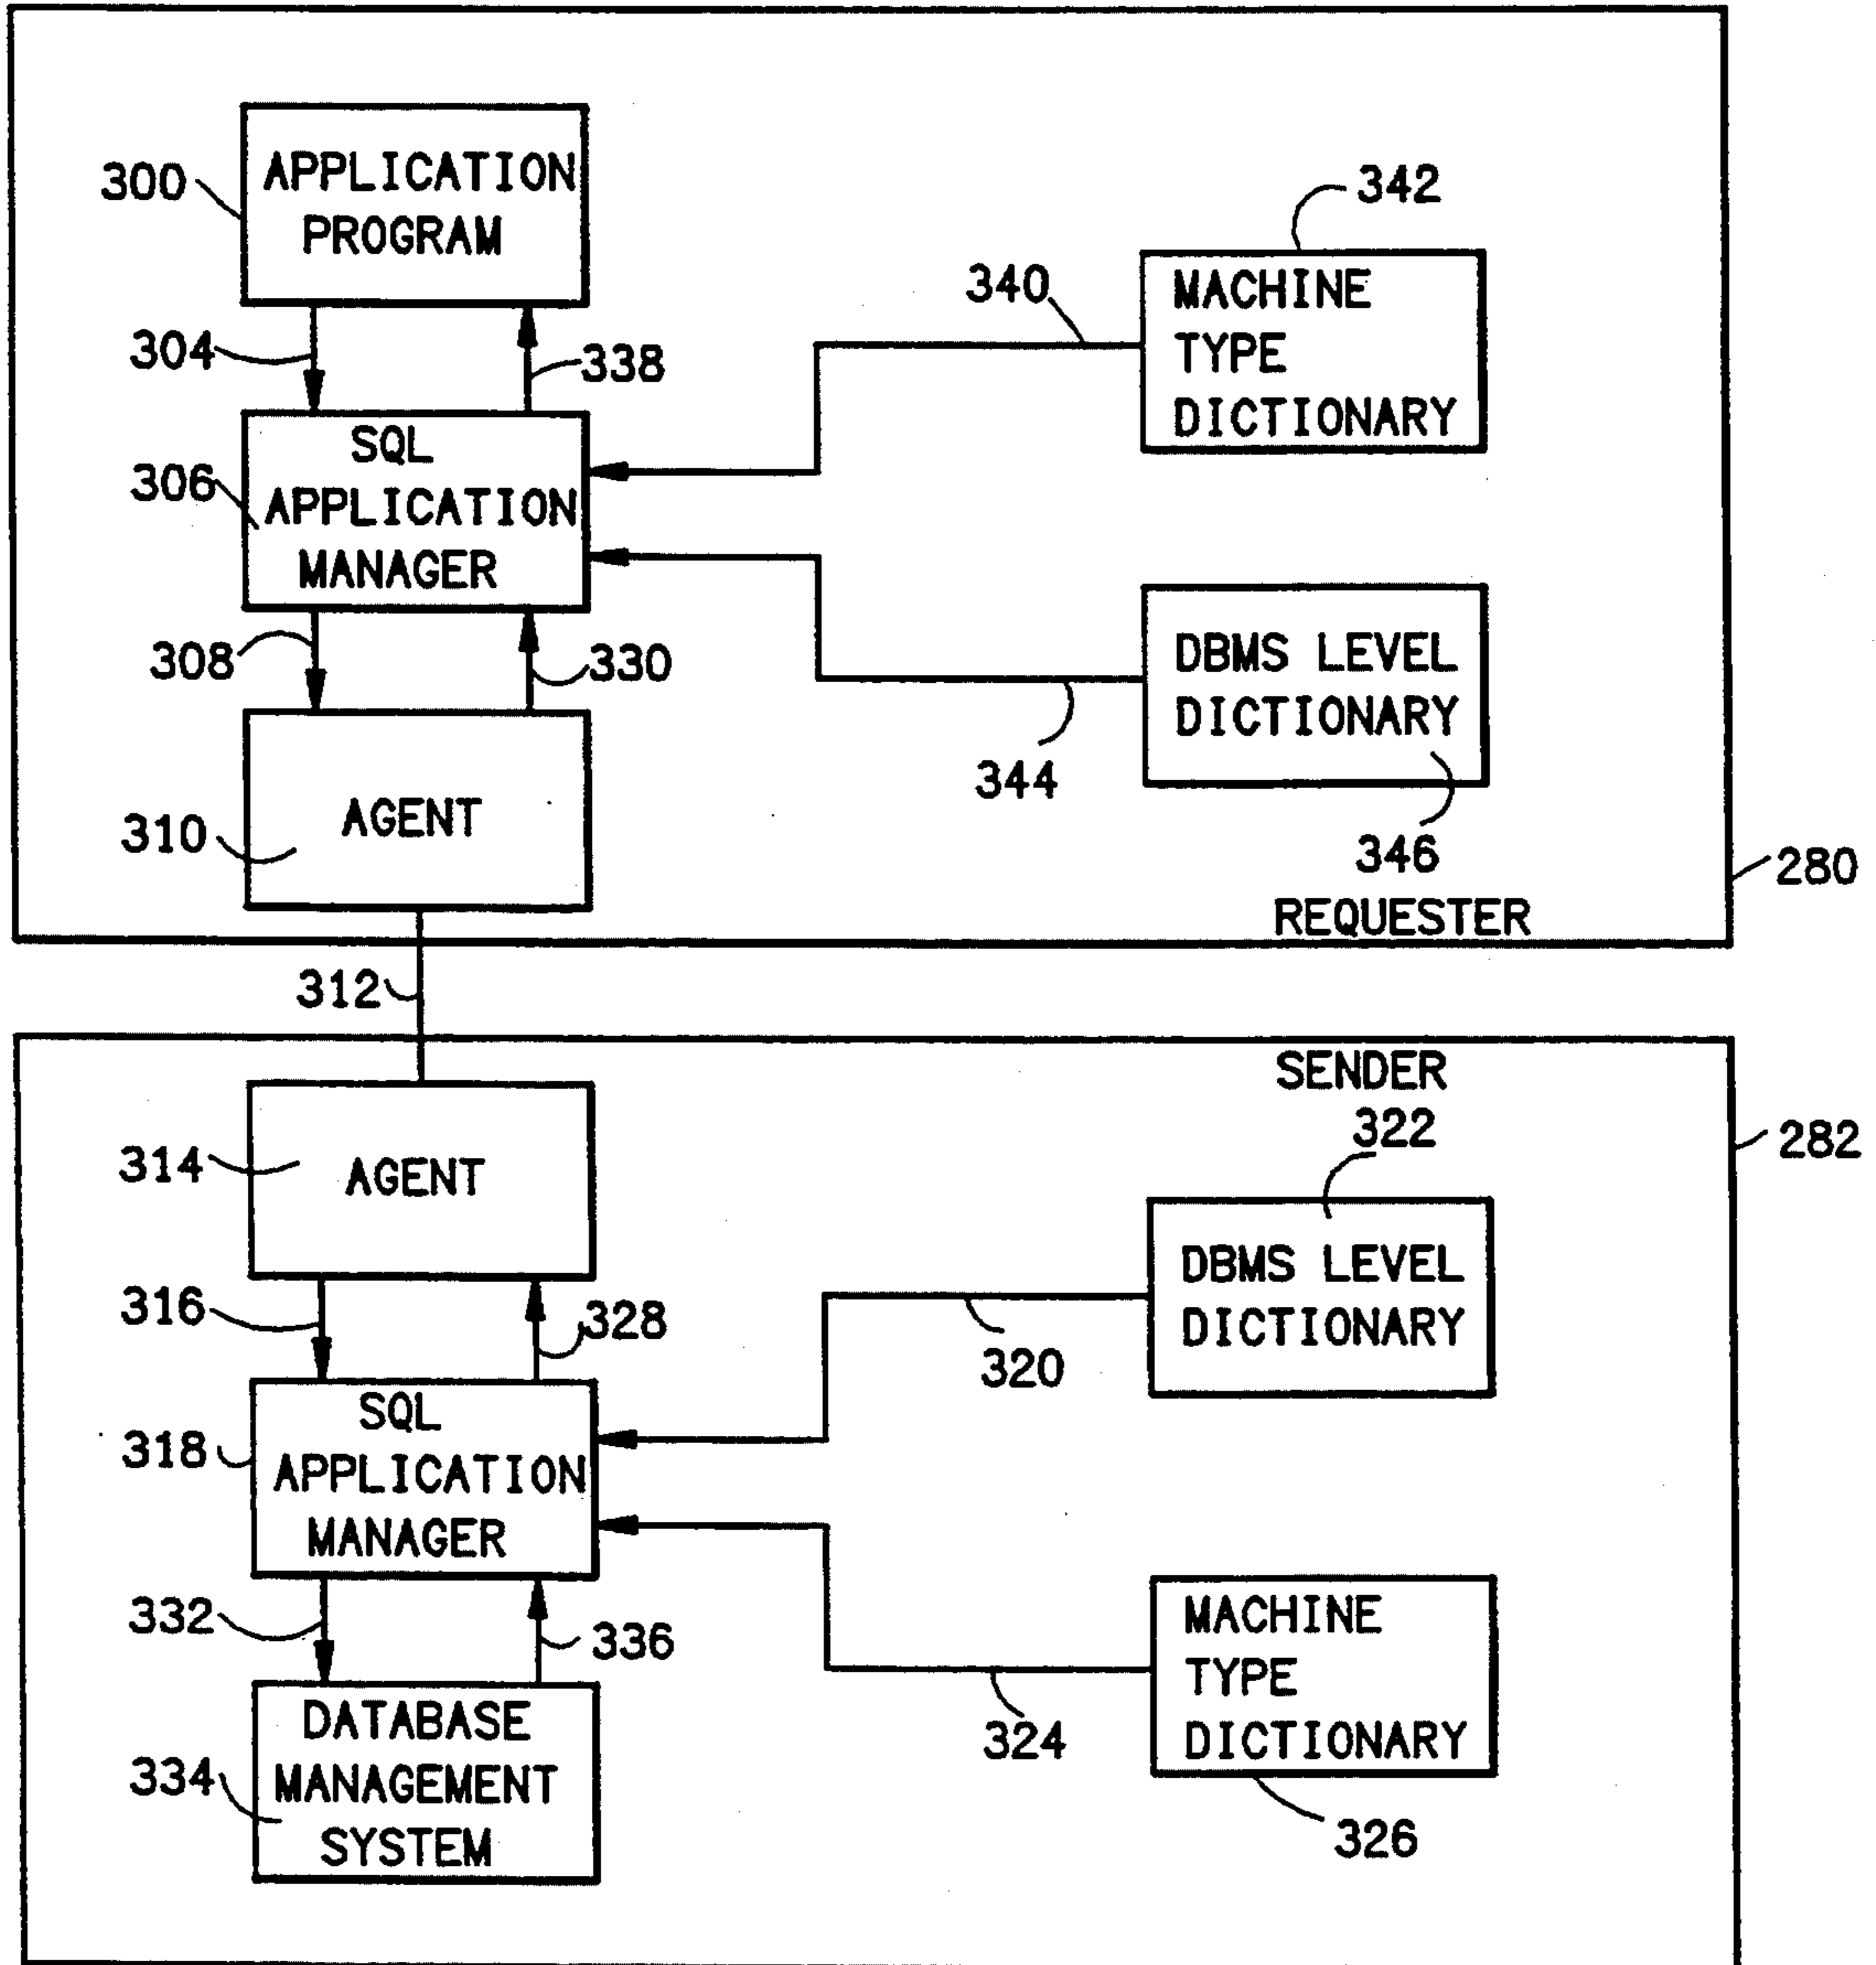 300
APPLICATION
PROGRAM
342
304
338
340
MACHINE
TYPE
DICTIONARY
306
SQL
APPLICATION
MANAGER
308
330
344
DBMS LEVEL
DICTIONARY
346
310
AGENT
280
REQUESTER
312
SENDER
322
282
314
AGENT
316
328
320
DBMS LEVEL
DICTIONARY
318
SQL
APPLICATION
MANAGER
332
336
324
MACHINE
TYPE
DICTIONARY
326
334
DATABASE
MANAGEMENT
SYSTEM